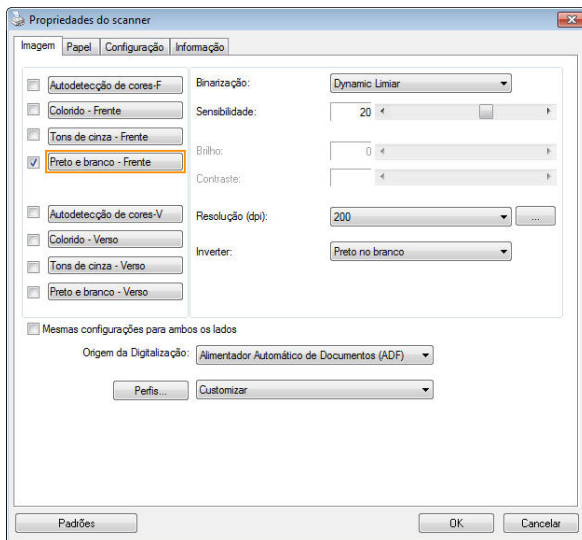 Propriedades do scanner
Imagem Papel Configuração Informação
Autodetecção de cores-F
Colorido - Frente
Tons de cinza - Frente
Preto e branco - Frente
Autodetecção de cores-V
Colorido - Verso
Tons de cinza - Verso
Preto e branco - Verso
Binarização: Dynamic Limiar
Sensibilidade: 20
Brilho: 0
Contraste:
Resolução (dpi): 200 ...
Inverter: Preto no branco
Mesmas configurações para ambos os lados
Origem da Digitalização: Alimentador Automático de Documentos (ADF)
Perfis... Customizar
Padrões OK Cancelar